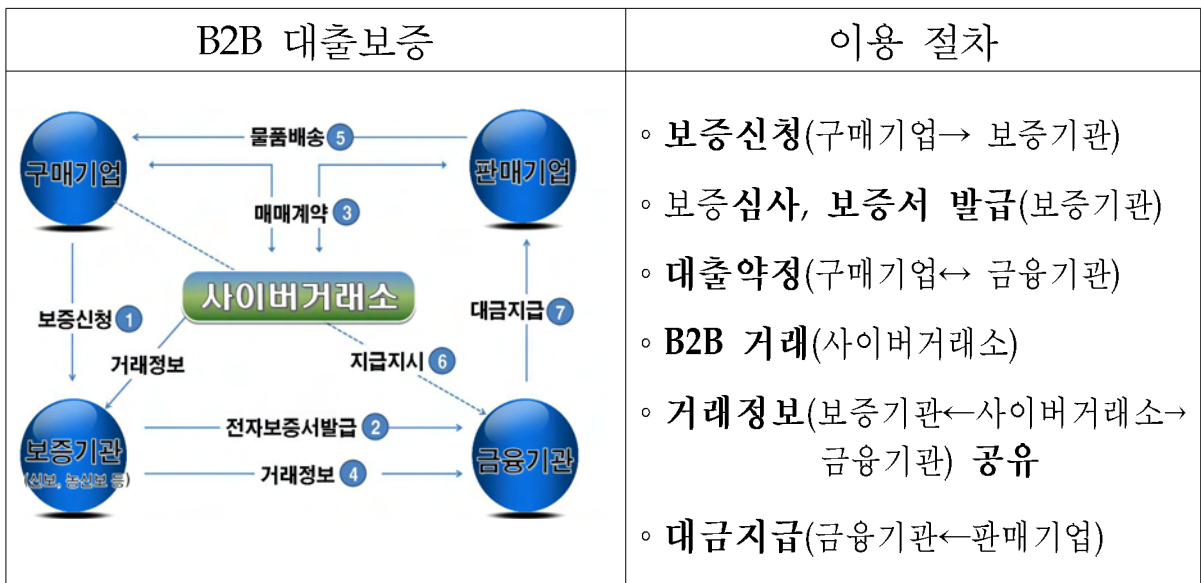 B2B 대출보증
이용 절차
물품배송 5
구매기업
판매기업
매매계약 3
사이버거래소
보증신청 1
대금지급 7
거래정보
지급지시 6
보증기관
(신보, 농신보 등)
전자보증서발급 2
거래정보 4
금융기관
◦ 보증신청(구매기업→ 보증기관)
◦ 보증심사, 보증서 발급(보증기관)
◦ 대출약정(구매기업↔ 금융기관)
◦ B2B 거래(사이버거래소)
◦ 거래정보(보증기관←사이버거래소→
금융기관) 공유
◦ 대금지급(금융기관←판매기업)